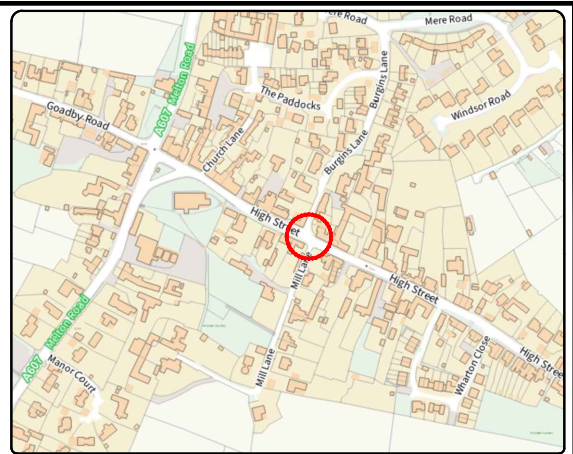 Mere Road
Mere Road
A607 Melton Road
Goadby Road
The Paddocks
Burgins Lane
Windsor Road
Church Lane
Burgins Lane
High Street
Mill Lane
High Street
A607 Melton Road
Manor Court
Mill Lane
Wharton Close
High Street